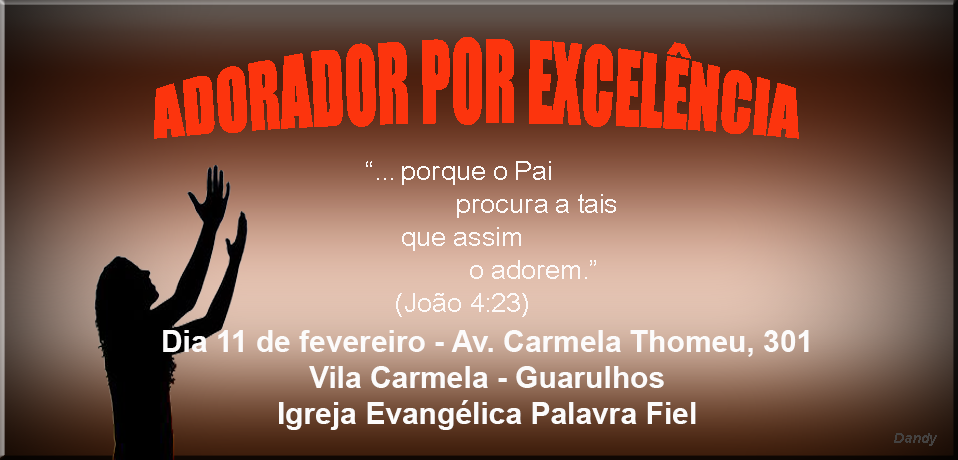 ADORADOR POR EXCELÊNCIA
“... porque o Pai
procura a tais
que assim
o adorem.”
(João 4:23)
Dia 11 de fevereiro - Av. Carmela Thomeu, 301
Vila Carmela - Guarulhos
Igreja Evangélica Palavra Fiel
Dandy